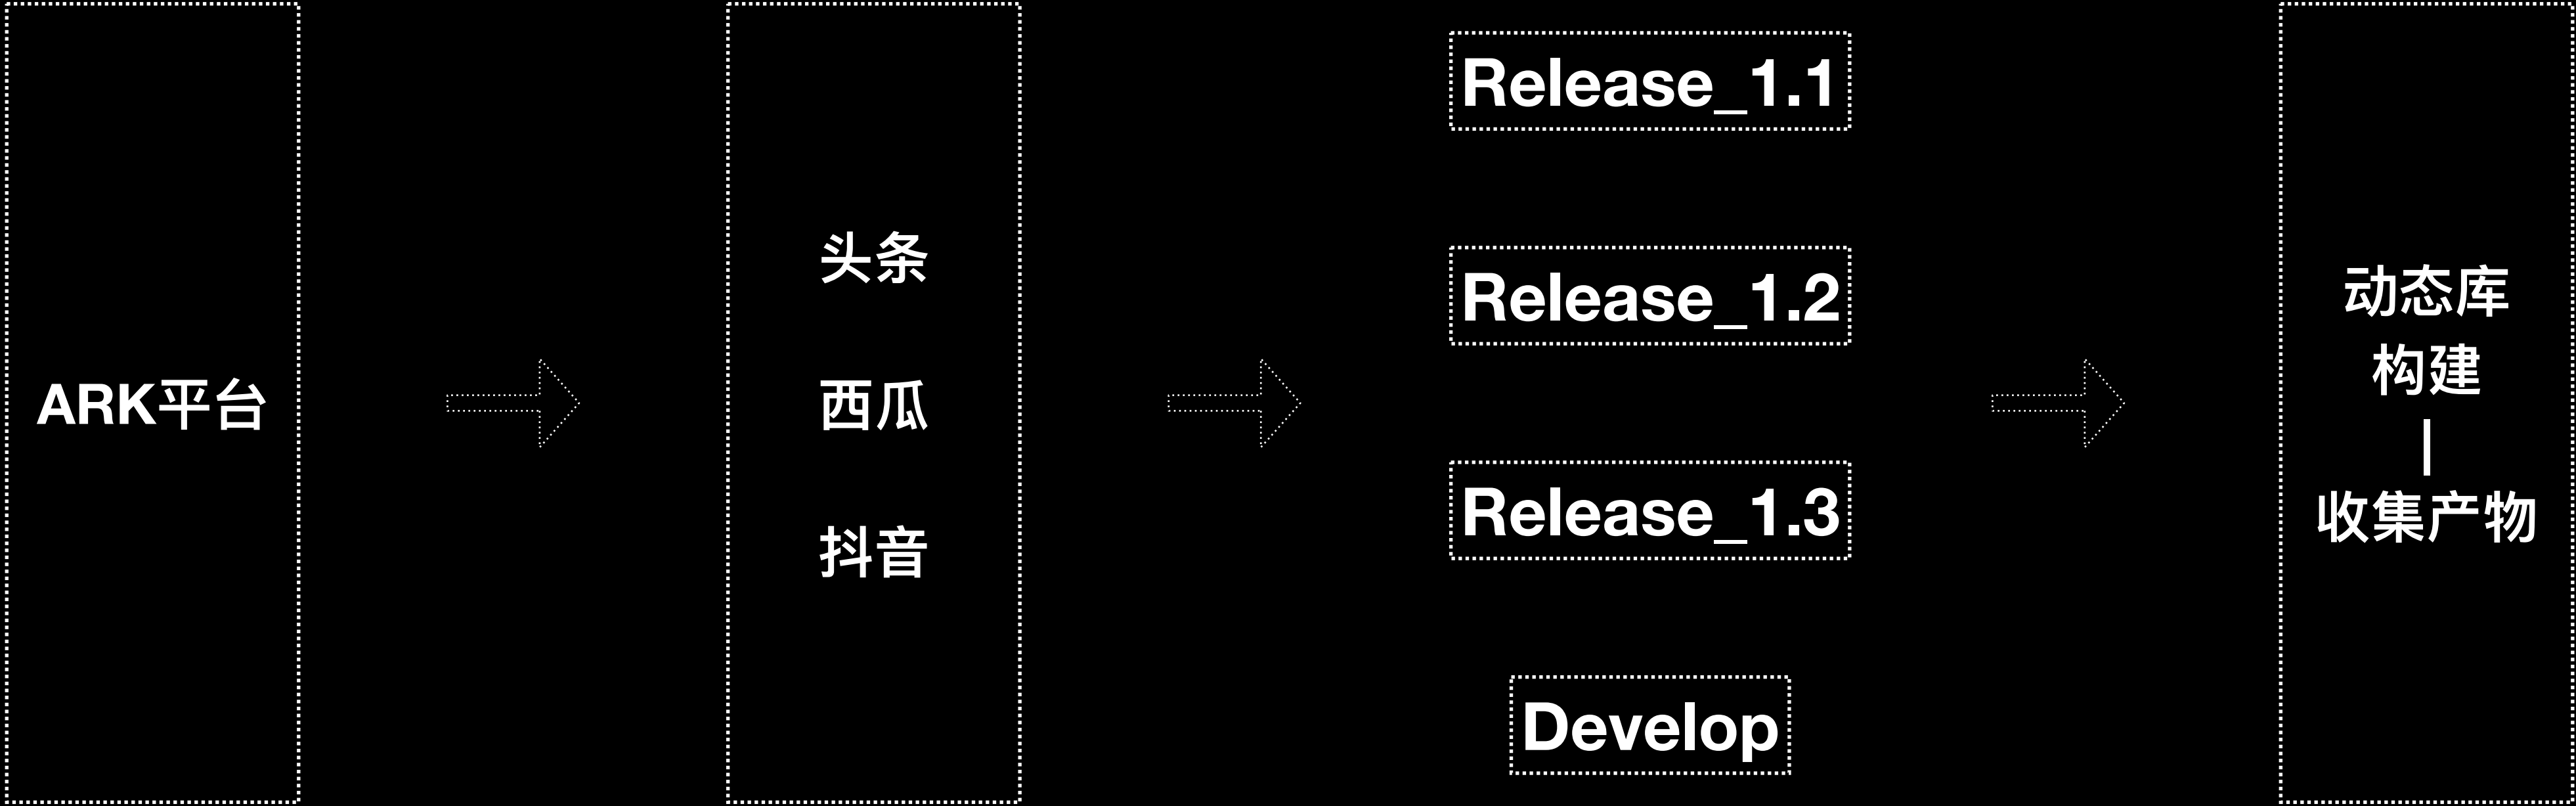 ARK平台
头条
西瓜
抖音
Release_1.1
Release_1.2
Release_1.3
Develop
动态库
构建
|
收集产物